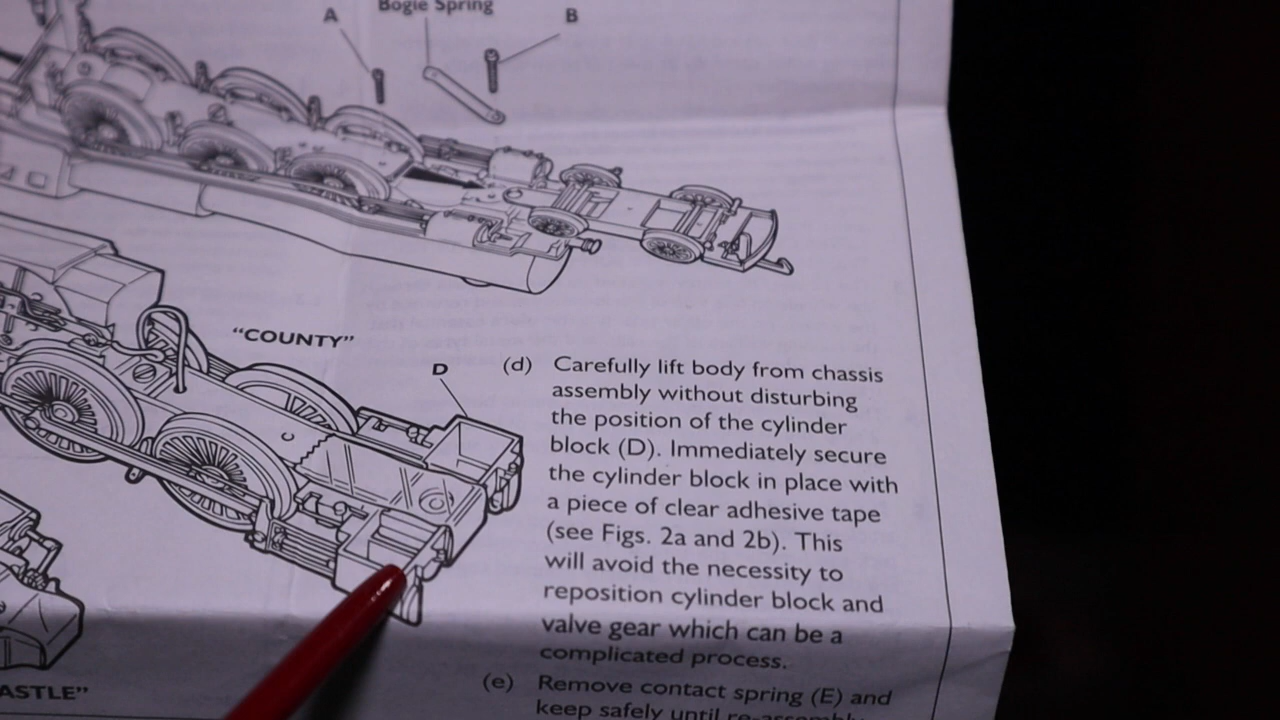 A
Bogie Spring
B
"COUNTY"
D
(d) Carefully lift body from chassis
assembly without disturbing
the position of the cylinder
block (D). Immediately secure
the cylinder block in place with
a piece of clear adhesive tape
(see Figs. 2a and 2b). This
will avoid the necessity to
reposition cylinder block and
valve gear which can be a
complicated process.
ASTLE"
(e) Remove contact spring (E) and
keep safely until re-assembly